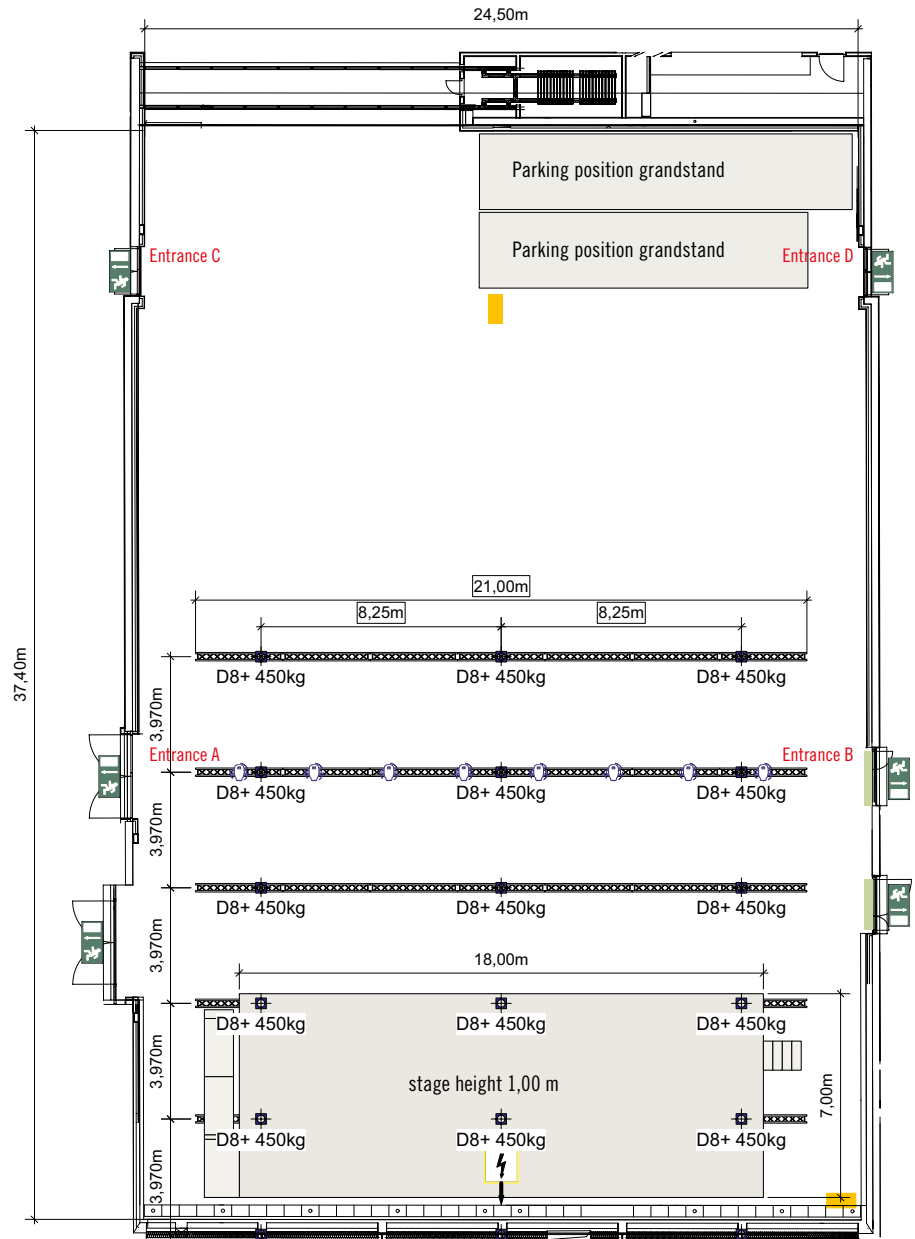 24,50m
Parking position grandstand
Parking position grandstand
Entrance C
Entrance D
37,40m
21,00m
8,25m
8,25m
D8+ 450kg
D8+ 450kg
D8+ 450kg
3,970m
Entrance A
Entrance B
D8+ 450kg
D8+ 450kg
D8+ 450kg
3,970m
D8+ 450kg
D8+ 450kg
D8+ 450kg
3,970m
18,00m
D8+ 450kg
D8+ 450kg
D8+ 450kg
3,970m
stage height 1,00 m
7,00m
D8+ 450kg
D8+ 450kg
D8+ 450kg
3,970m